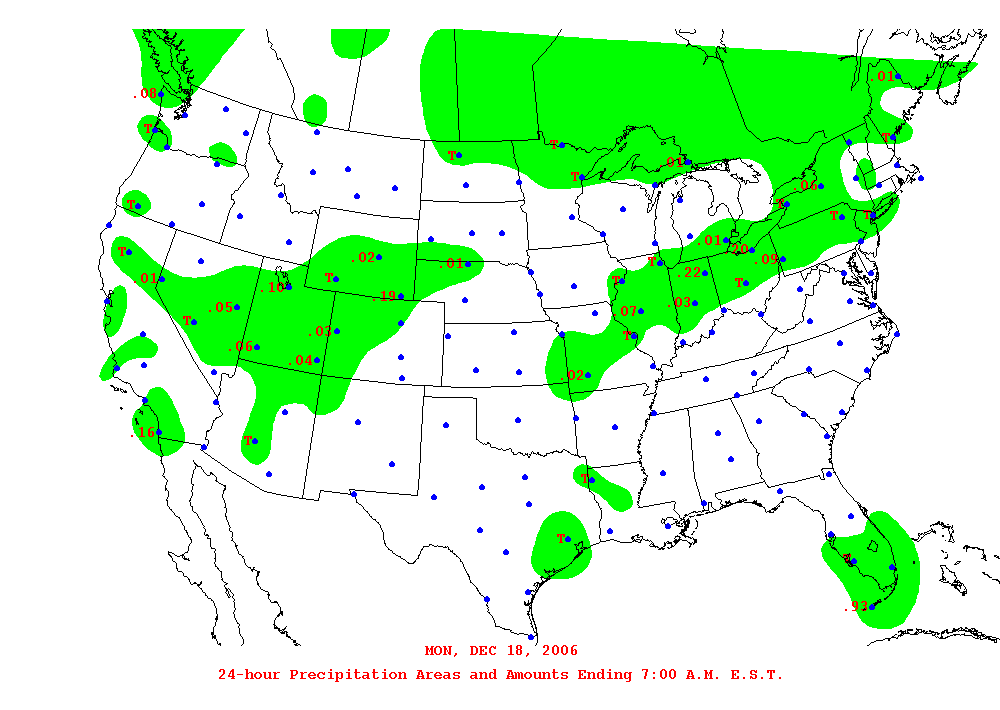 .01
.08
T
T
T
T
.01
T
.06
T
T
T
T
.01
.20
.02
.09
T
.01
.22
T
T
T
.01
.10
.19
.05
.03
.07
T
.03
T
.06
.04
.02
.16
T
T
T
T
.93
MON, DEC 18, 2006
24-hour Precipitation Areas and Amounts Ending 7:00 A.M. E.S.T.